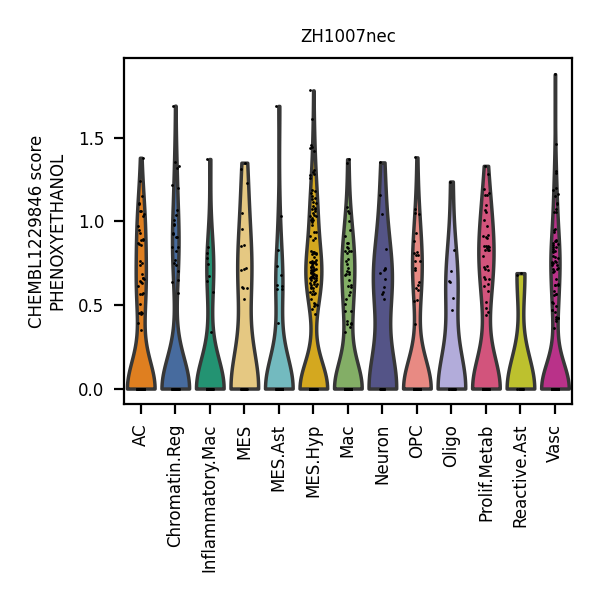 ZH1007nec
CHEMBL1229846 score
PHENOXYETHANOL
1.5
1.0
0.5
0.0
AC
Chromatin.Reg
Inflammatory.Mac
MES
MES.Ast
MES.Hyp
Mac
Neuron
OPC
Oligo
Prolif.Metab
Reactive.Ast
Vasc